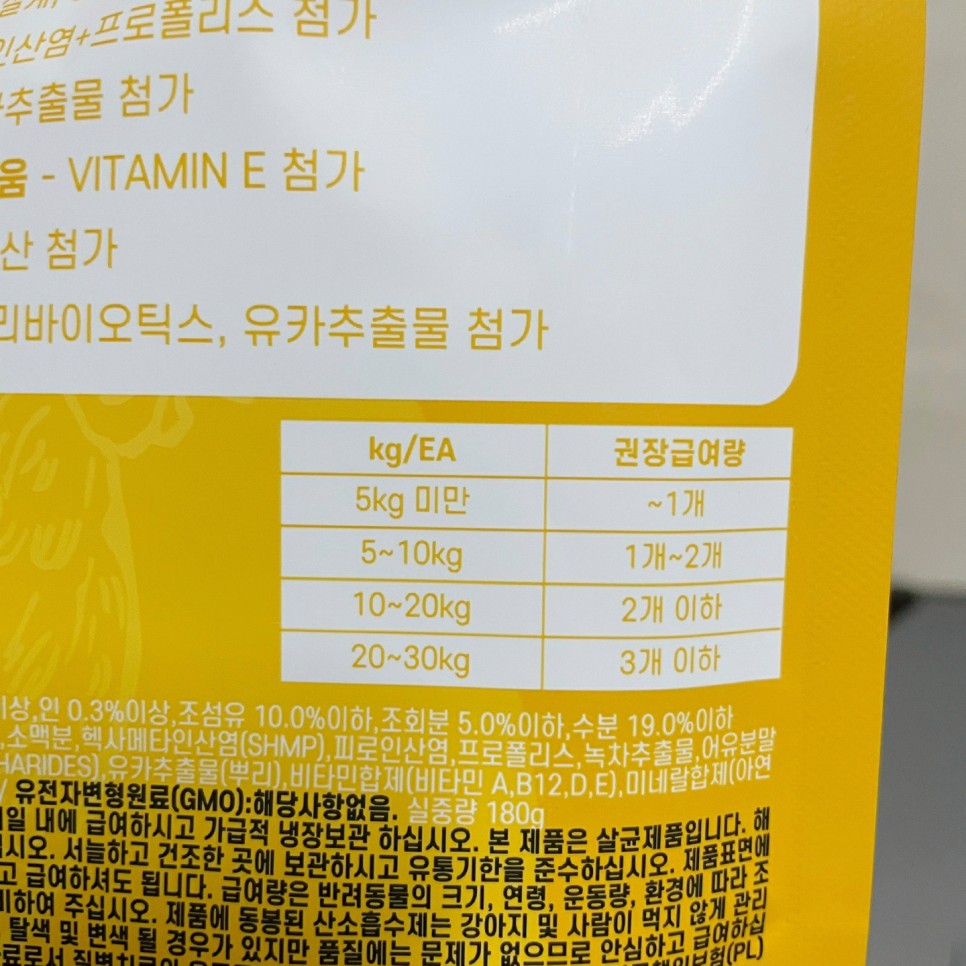 인산염+프로폴리스 첨가
추출물 첨가
움 - VITAMIN E 첨가
산 첨가
리바이오틱스, 유카추출물 첨가
kg/EA 권장급여량
5kg 미만 ~1개
5~10kg 1개~2개
10~20kg 2개 이하
20~30kg 3개 이하
이상,인 0.3%이상,조섬유 10.0%이하,조회분 5.0%이하,수분 19.0%이하
,소맥분,헥사메타인산염(SHMP),피로인산염,프로폴리스,녹차추출물,어유분말
HARIDES),유카추출물(뿌리),비타민합제(비타민 A,B12,D,E),미네랄합제(아연
/ 유전자변형원료(GMO):해당사항없음. 실중량 180g
일 내에 급여하시고 가급적 냉장보관 하십시오. 본 제품은 살균제품입니다. 해
십시오. 서늘하고 건조한 곳에 보관하시고 유통기한을 준수하십시오. 제품표면에
고 급여하셔도 됩니다. 급여량은 반려동물의 크기, 연령, 운동량, 환경에 따라 조
비하여 주십시오. 제품에 동봉된 산소흡수제는 강아지 및 사람이 먹지 않게 관리
탈색 및 변색 될 경우가 있지만 품질에는 문제가 없으므로 안심하고 급여하십
(PL)